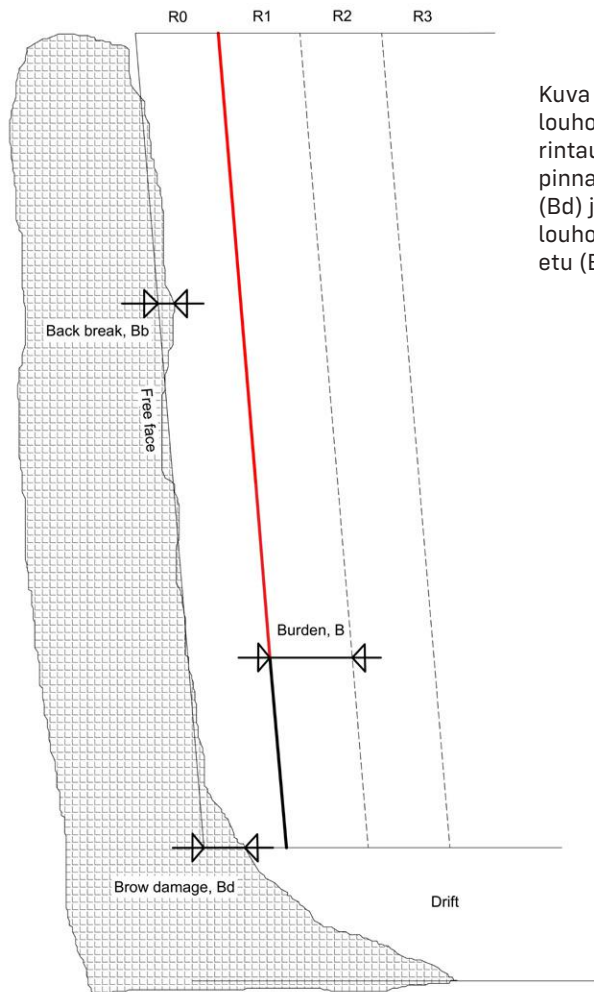 R0 R1 R2 R3
Kuva
louho
rintau
pinna
(Bd) j
louho
etu (B
Back break, Bb
Free face
Burden, B
Brow damage, Bd
Drift